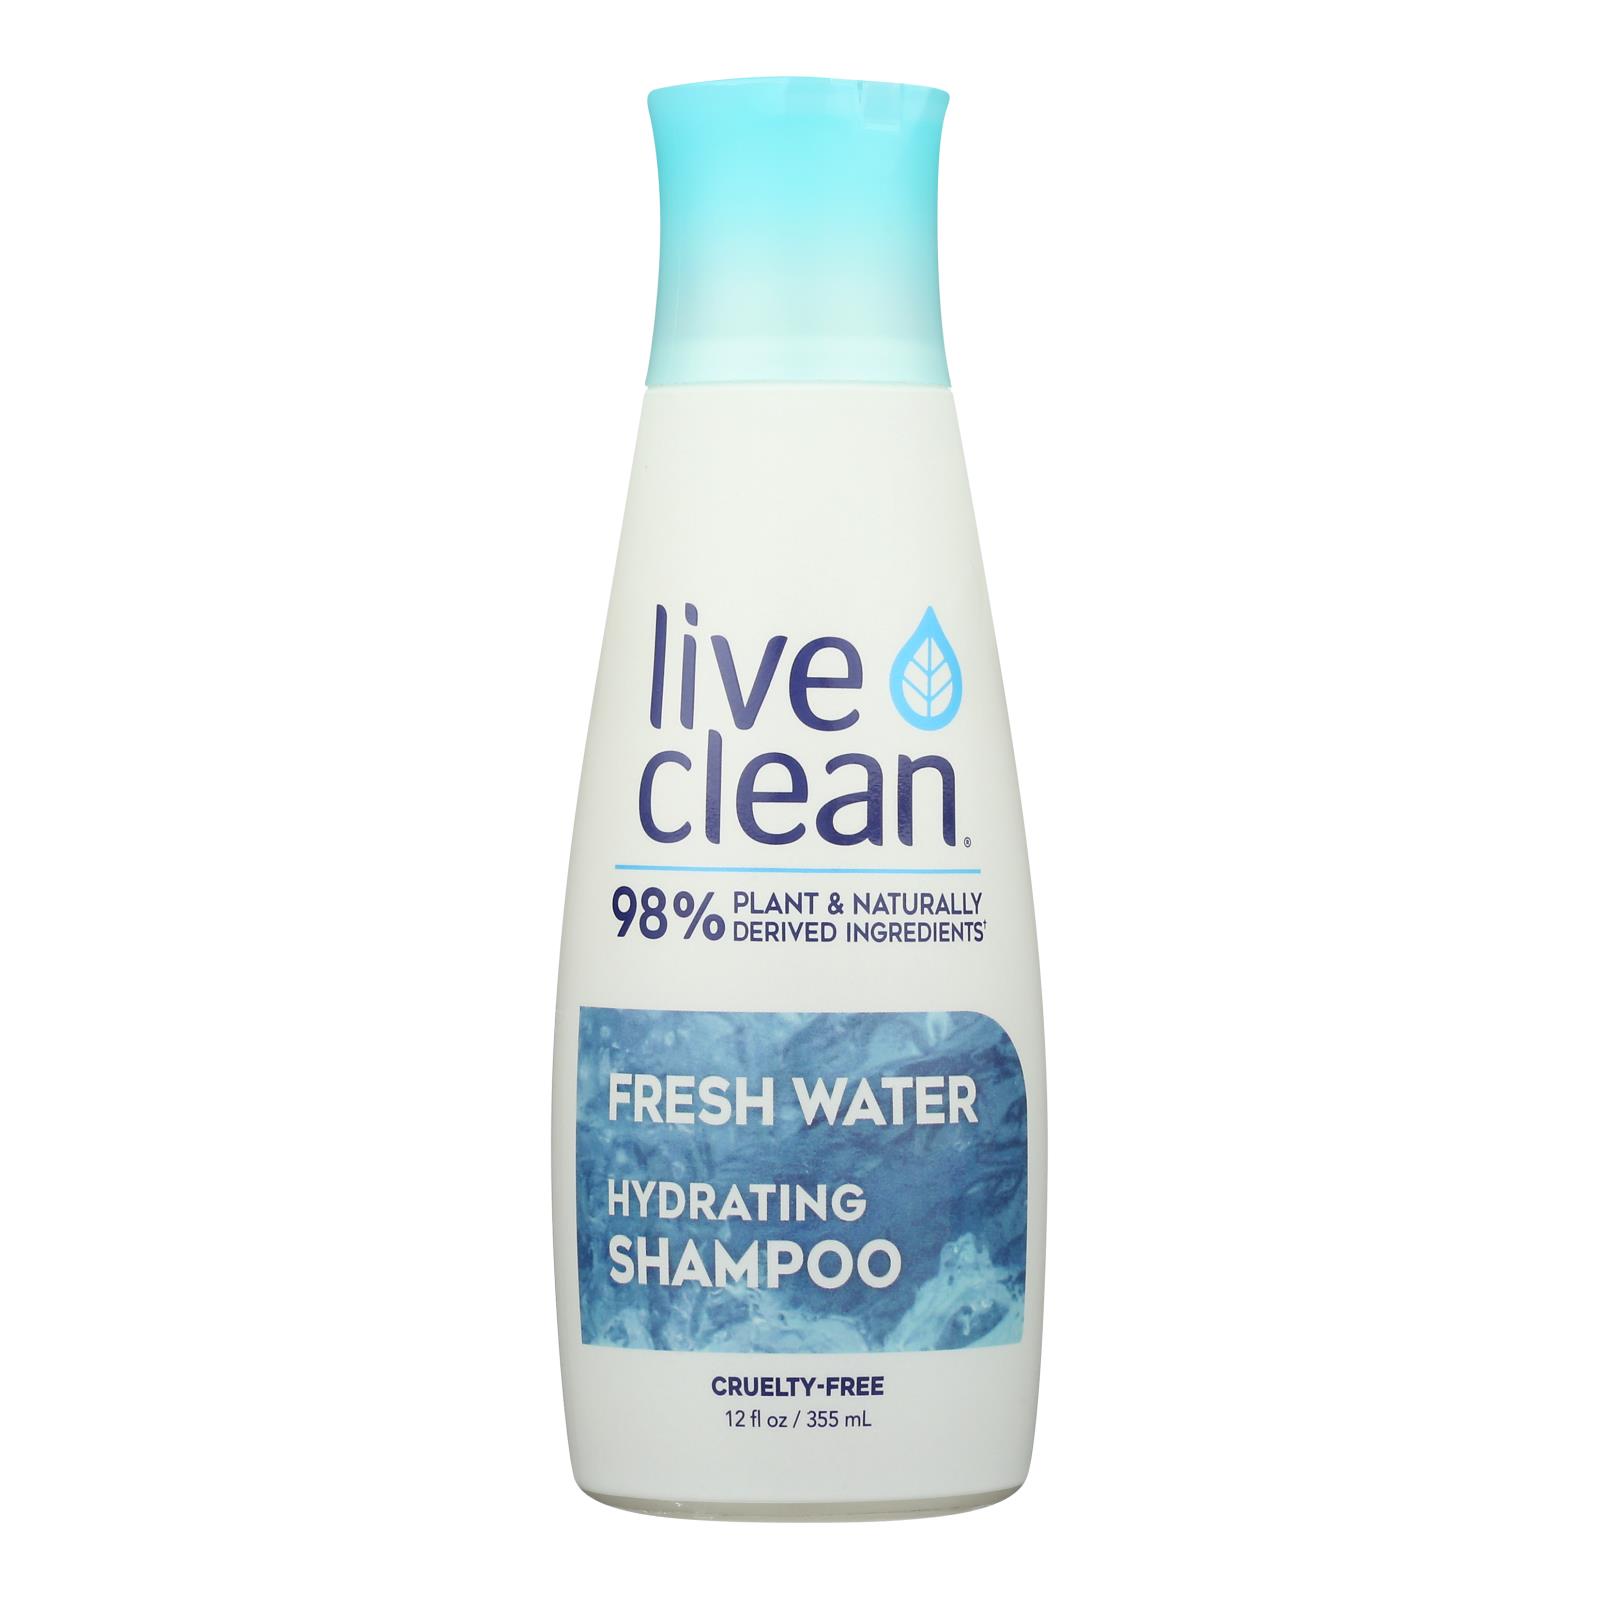 live
clean®
98% PLANT & NATURALLY
DERIVED INGREDIENTS†
FRESH WATER
HYDRATING
SHAMPOO
CRUELTY-FREE
12 fl oz / 355 mL